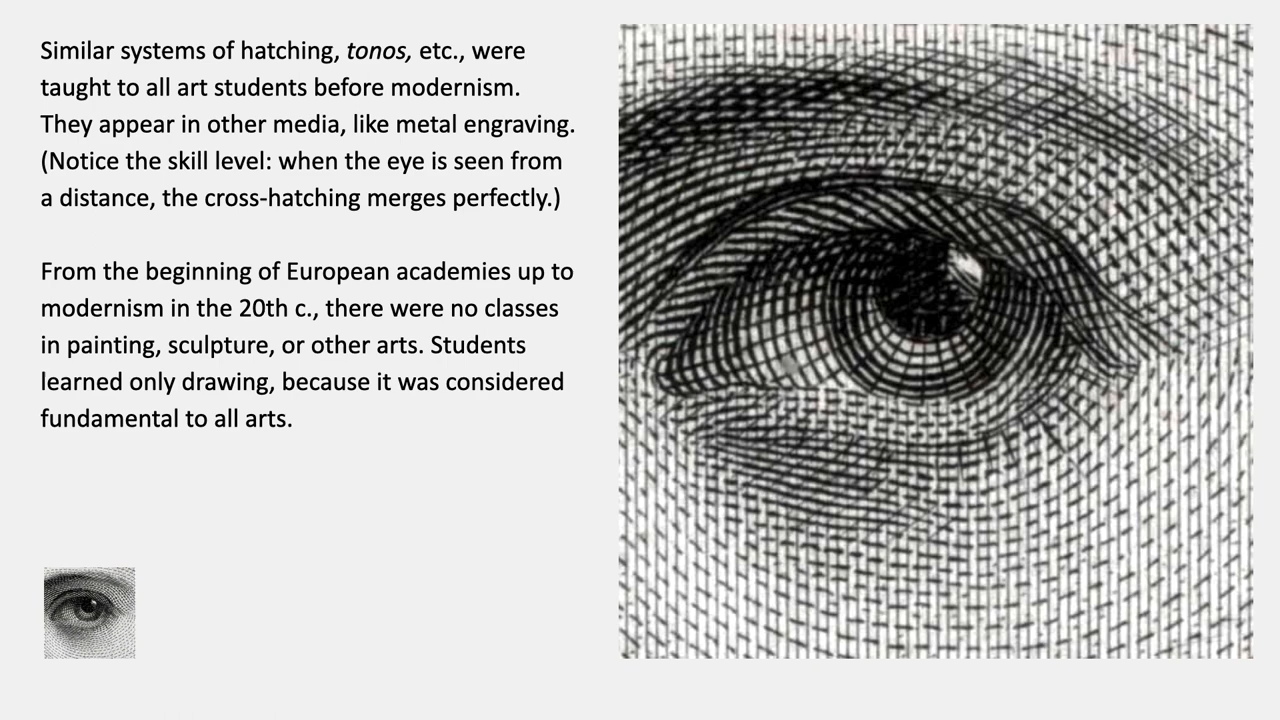 Similar systems of hatching, tonos, etc., were
taught to all art students before modernism.
They appear in other media, like metal engraving.
(Notice the skill level: when the eye is seen from
a distance, the cross-hatching merges perfectly.)
From the beginning of European academies up to
modernism in the 20th c., there were no classes
in painting, sculpture, or other arts. Students
learned only drawing, because it was considered
fundamental to all arts.